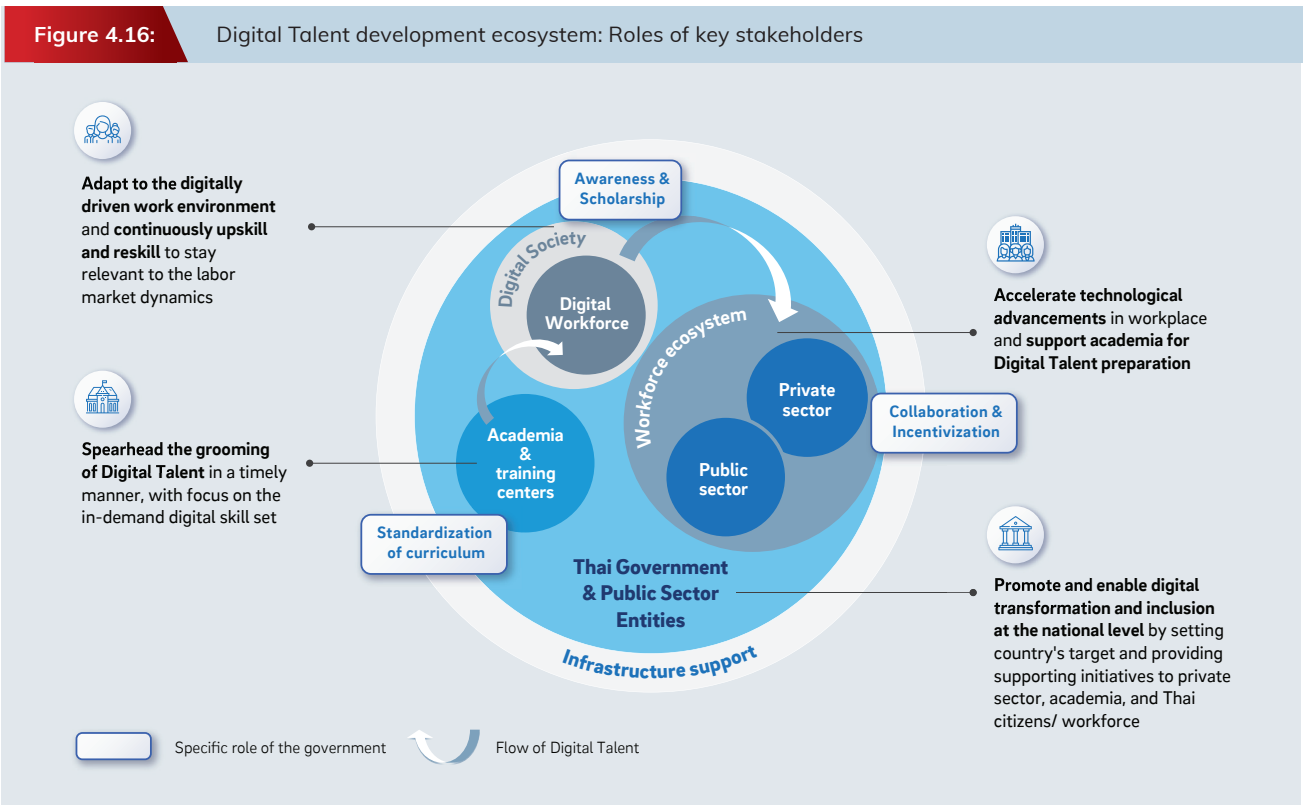 Figure 4.16:
Digital Talent development ecosystem: Roles of key stakeholders
Adapt to the digitally
driven work environment
and continuously upskill
and reskill to stay
relevant to the labor
market dynamics
Spearhead the grooming
of Digital Talent in a timely
manner, with focus on the
in-demand digital skill set
Awareness &
Scholarship
Digital Society
Digital
Workforce
Workforce ecosystem
Private
sector
Public
sector
Academia
&
training
centers
Standardization
of curriculum
Collaboration &
Incentivization
Thai Government
& Public Sector
Entities
Infrastructure support
Accelerate technological
advancements in workplace
and support academia for
Digital Talent preparation
Promote and enable digital
transformation and inclusion
at the national level by setting
country's target and providing
supporting initiatives to private
sector, academia, and Thai
citizens/ workforce
Specific role of the government
Flow of Digital Talent